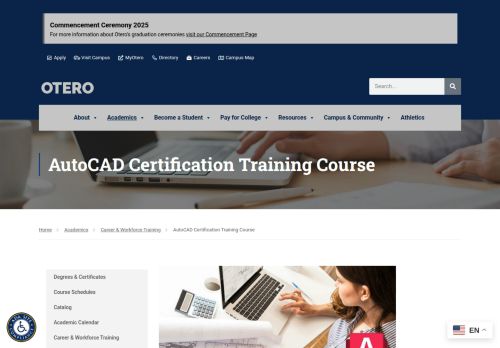 Commencement Ceremony 2025
For more information about Otero's graduation ceremonies visit our Commencement Page
Apply
Visit Campus
MyOtero
Directory
Careers
Campus Map
OTERO
Search...
About
Academics
Become a Student
Pay for College
Resources
Campus & Community
Athletics
AutoCAD Certification Training Course
Home
Academics
Career & Workforce Training
AutoCAD Certification Training Course
Degrees & Certificates
Course Schedules
Catalog
Academic Calendar
Career & Workforce Training
A
EN